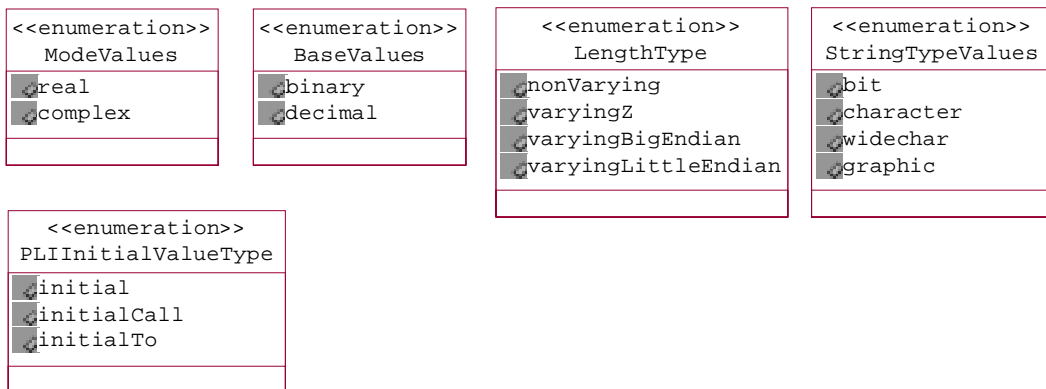 <<enumeration>>
ModeValues
real
complex
<<enumeration>>
BaseValues
binary
decimal
<<enumeration>>
LengthType
nonVarying
varyingZ
varyingBigEndian
varyingLittleEndian
<<enumeration>>
StringTypeValues
bit
character
widechar
graphic
<<enumeration>>
PLIInitialValueType
initial
initialCall
initialTo